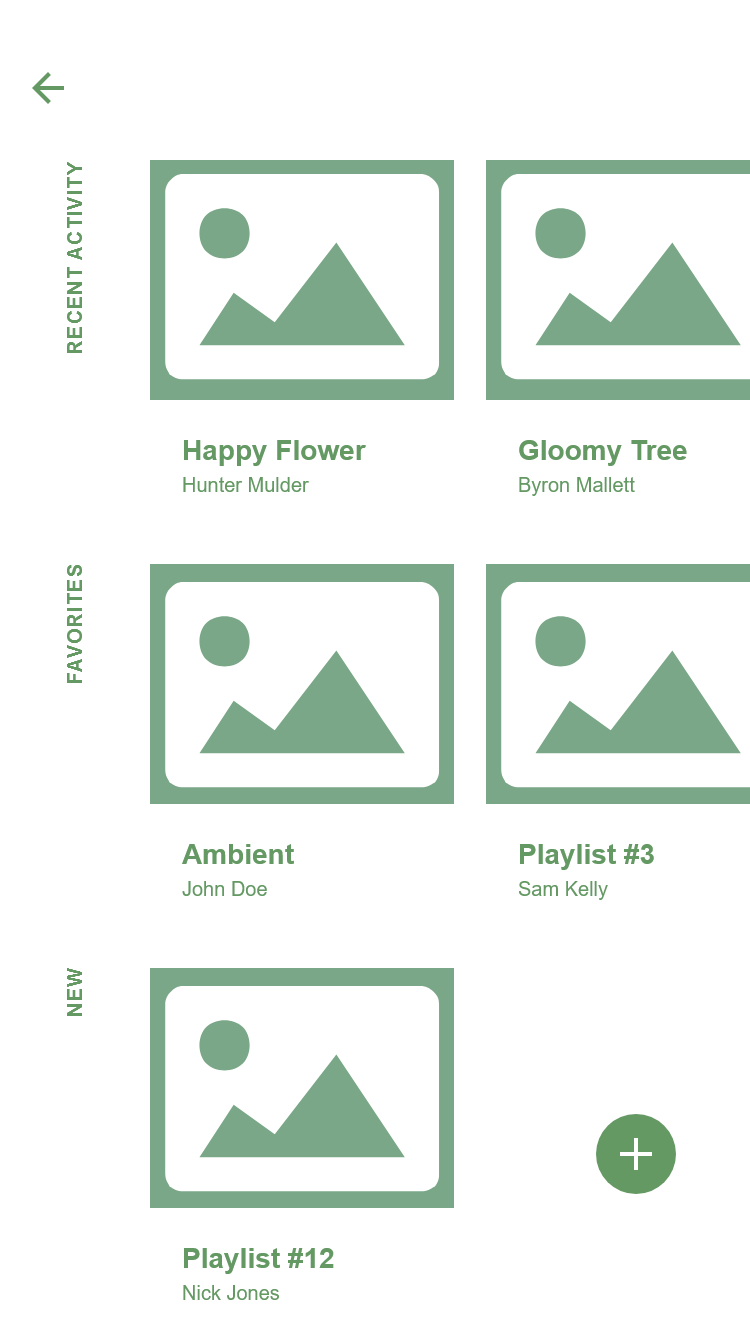 RECENT ACTIVITY
Happy Flower
Hunter Mulder
Gloomy Tree
Byron Mallett
FAVORITES
Ambient
John Doe
Playlist #3
Sam Kelly
NEW
Playlist #12
Nick Jones